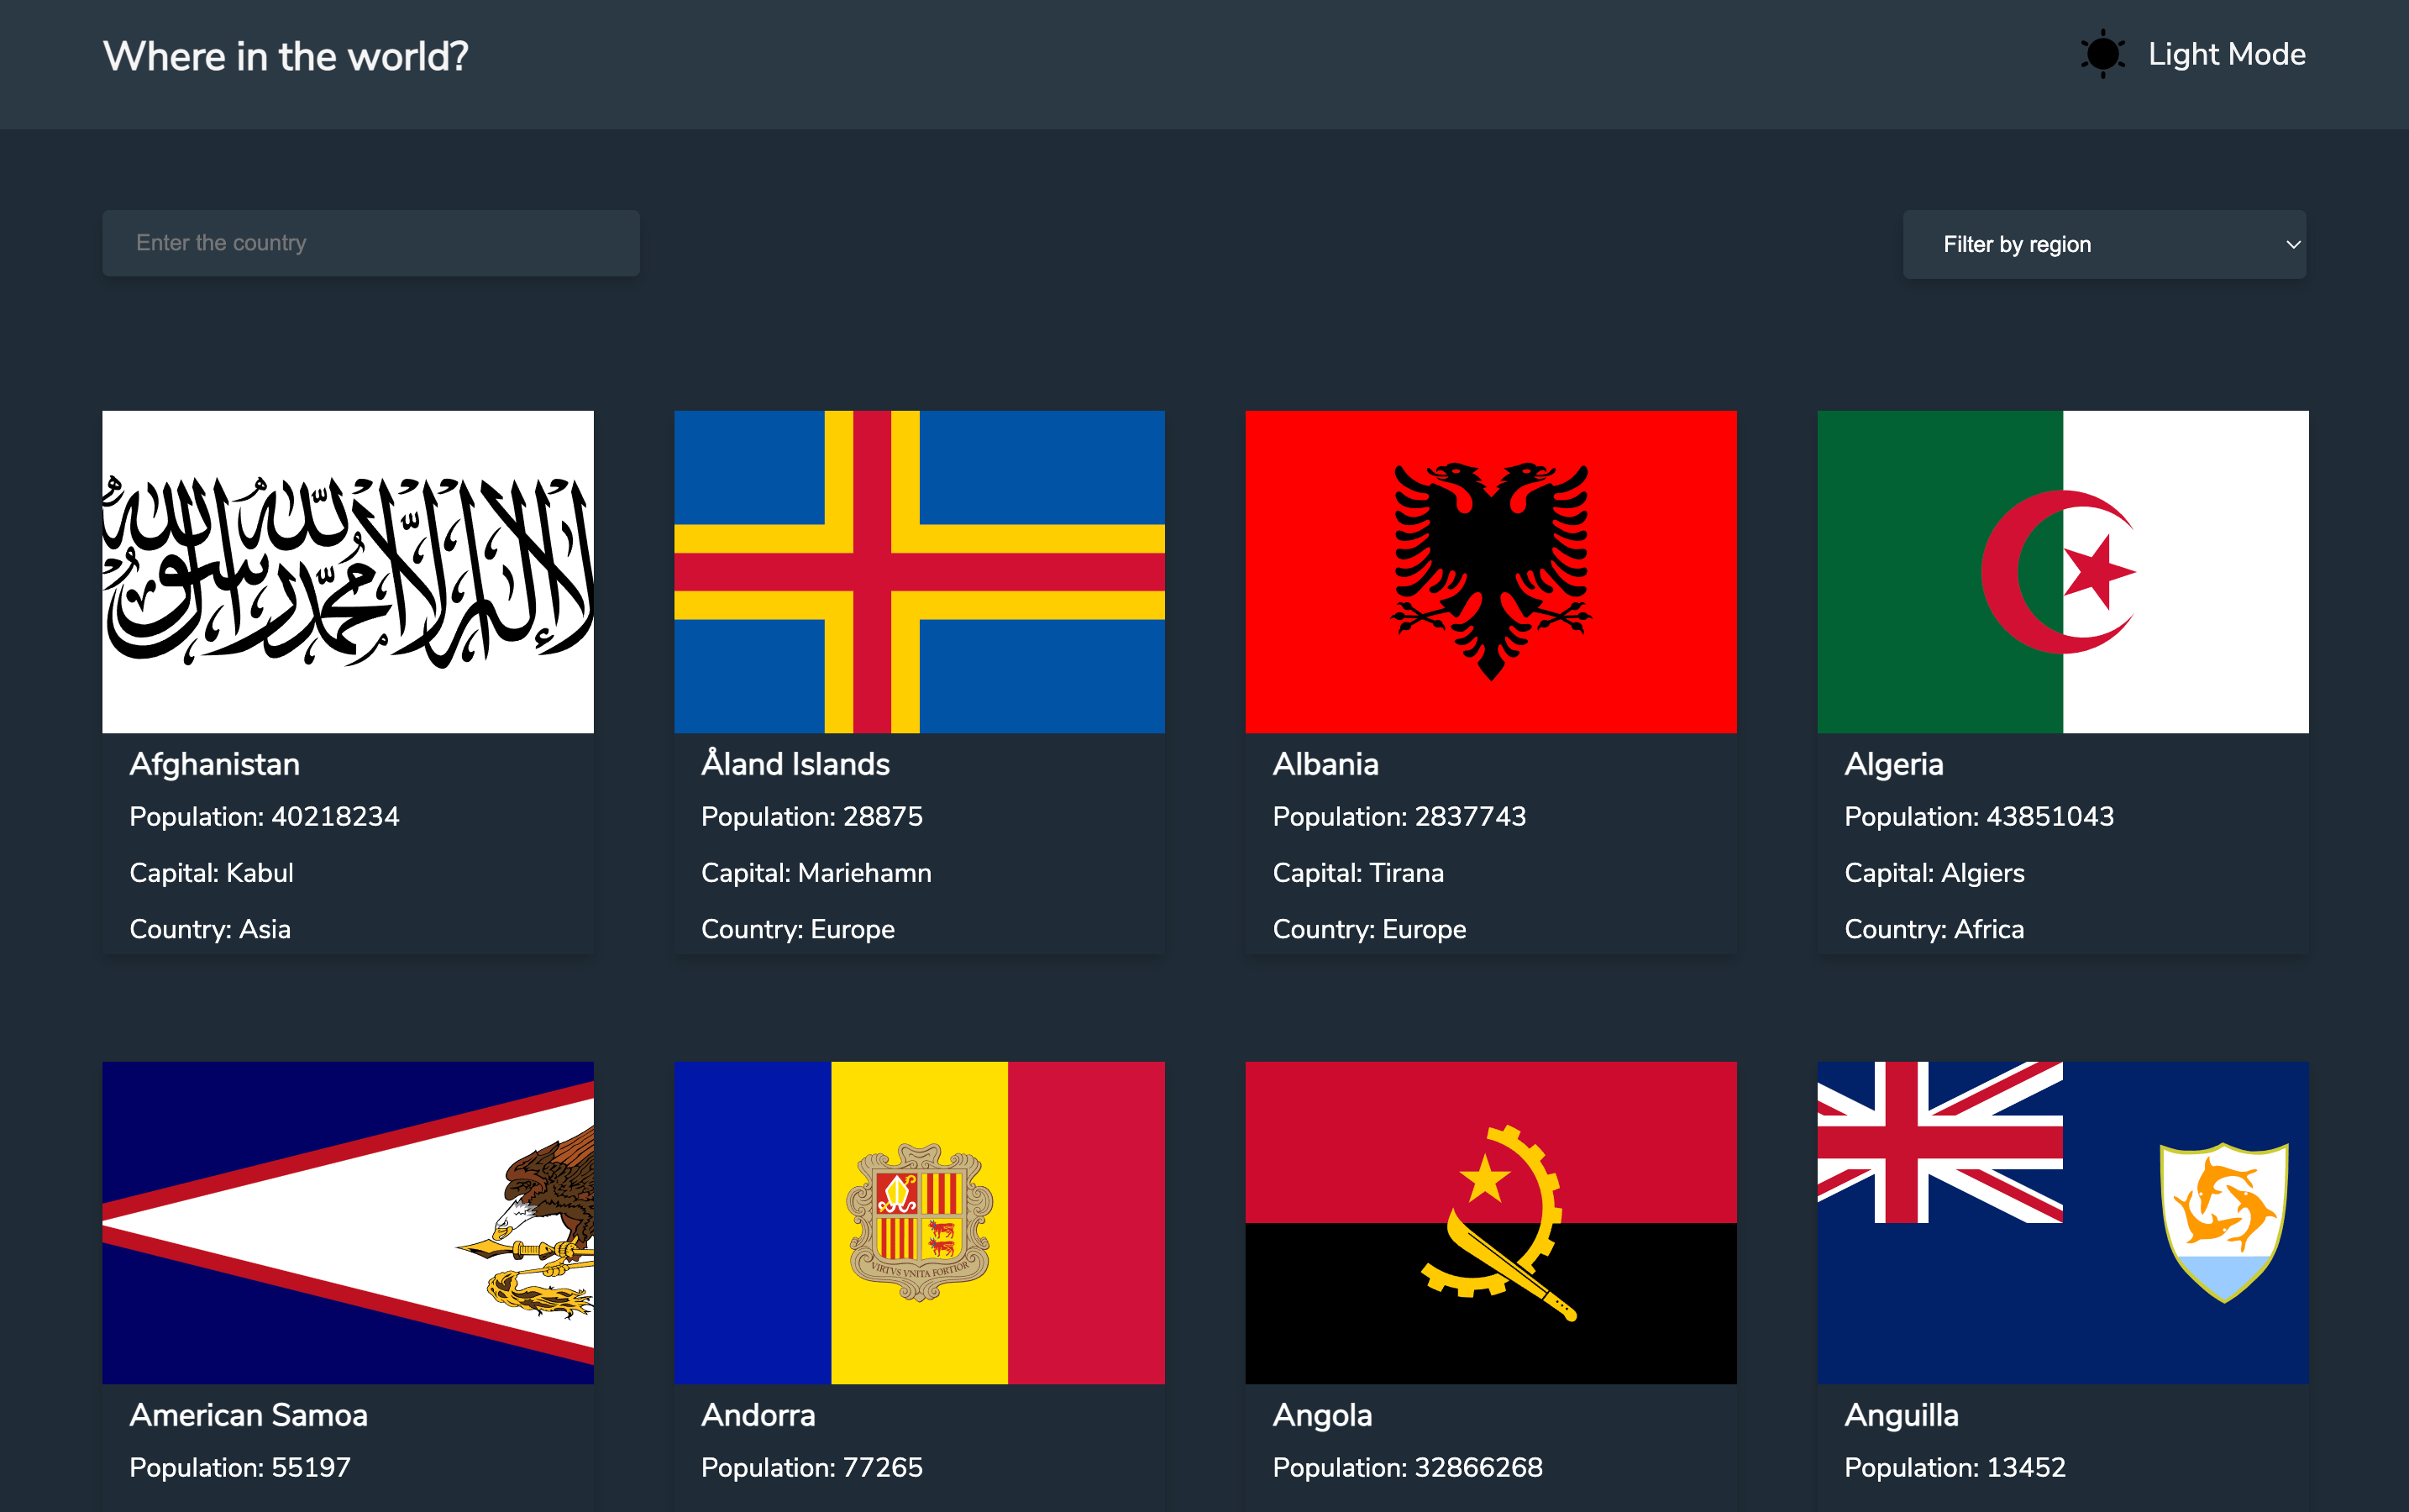 Where in the world?
Light Mode
Enter the country
Filter by region
لا إله إلا الله محمد رسول الله
Afghanistan
Population: 40218234
Capital: Kabul
Country: Asia
Åland Islands
Population: 28875
Capital: Mariehamn
Country: Europe
Albania
Population: 2837743
Capital: Tirana
Country: Europe
Algeria
Population: 43851043
Capital: Algiers
Country: Africa
American Samoa
Population: 55197
VIRTVS VNITA FORTIOR
Andorra
Population: 77265
Angola
Population: 32866268
Anguilla
Population: 13452